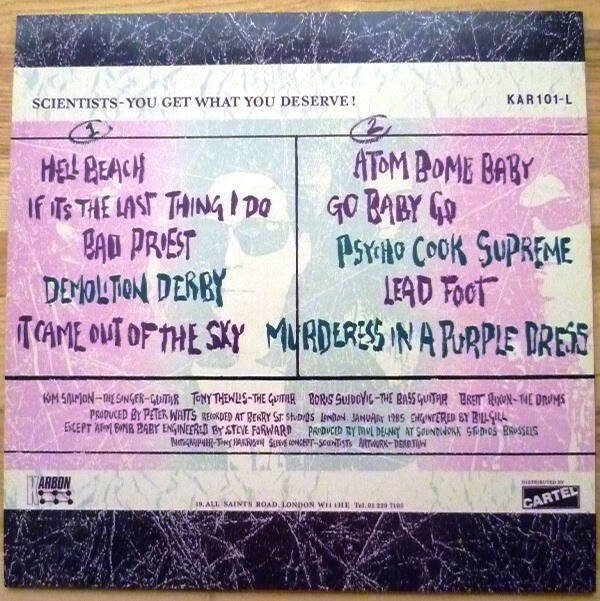 SCIENTISTS-YOU GET WHAT YOU DESERVE!
KAR101-L
1
HELL BEACH
IF ITS THE LAST THING I DO
BAD PRIEST
DEMOLITION DERBY
IT CAME OUT OF THE SKY
2
ATOM BOMB BABY
GO BABY GO
PSYCHO COOK SUPREME
LEAD FOOT
MURDERESS IN A PURPLE DRESS
KIM SALMON-THE SINGER-GUITAR TONY THEWLIS-THE GUITAR BORIS SUJDOVIC-THE BASS GUITAR BRETT RIXON-THE DRUMS
PRODUCED BY PETER WATTS RECORDED AT BERRY ST. STUDIOS LONDON JANUARY 1985 ENGINEERED BY BILL GILL
EXCEPT ATOM BOMB BABY ENGINEERED BY STEVE FORWARD PRODUCED BY PAUL DELNOY AT SOUNDWORK STUDIOS BRUSSELS
PHOTOGRAPHER-TONY HARRISON SLEEVE CONCEPT-SCIENTISTS ARTWORK-
KARBON
19, ALL SAINTS ROAD, LONDON W11 1HE Tel. 01 229 7105
DISTRIBUTED BY
CARTEL